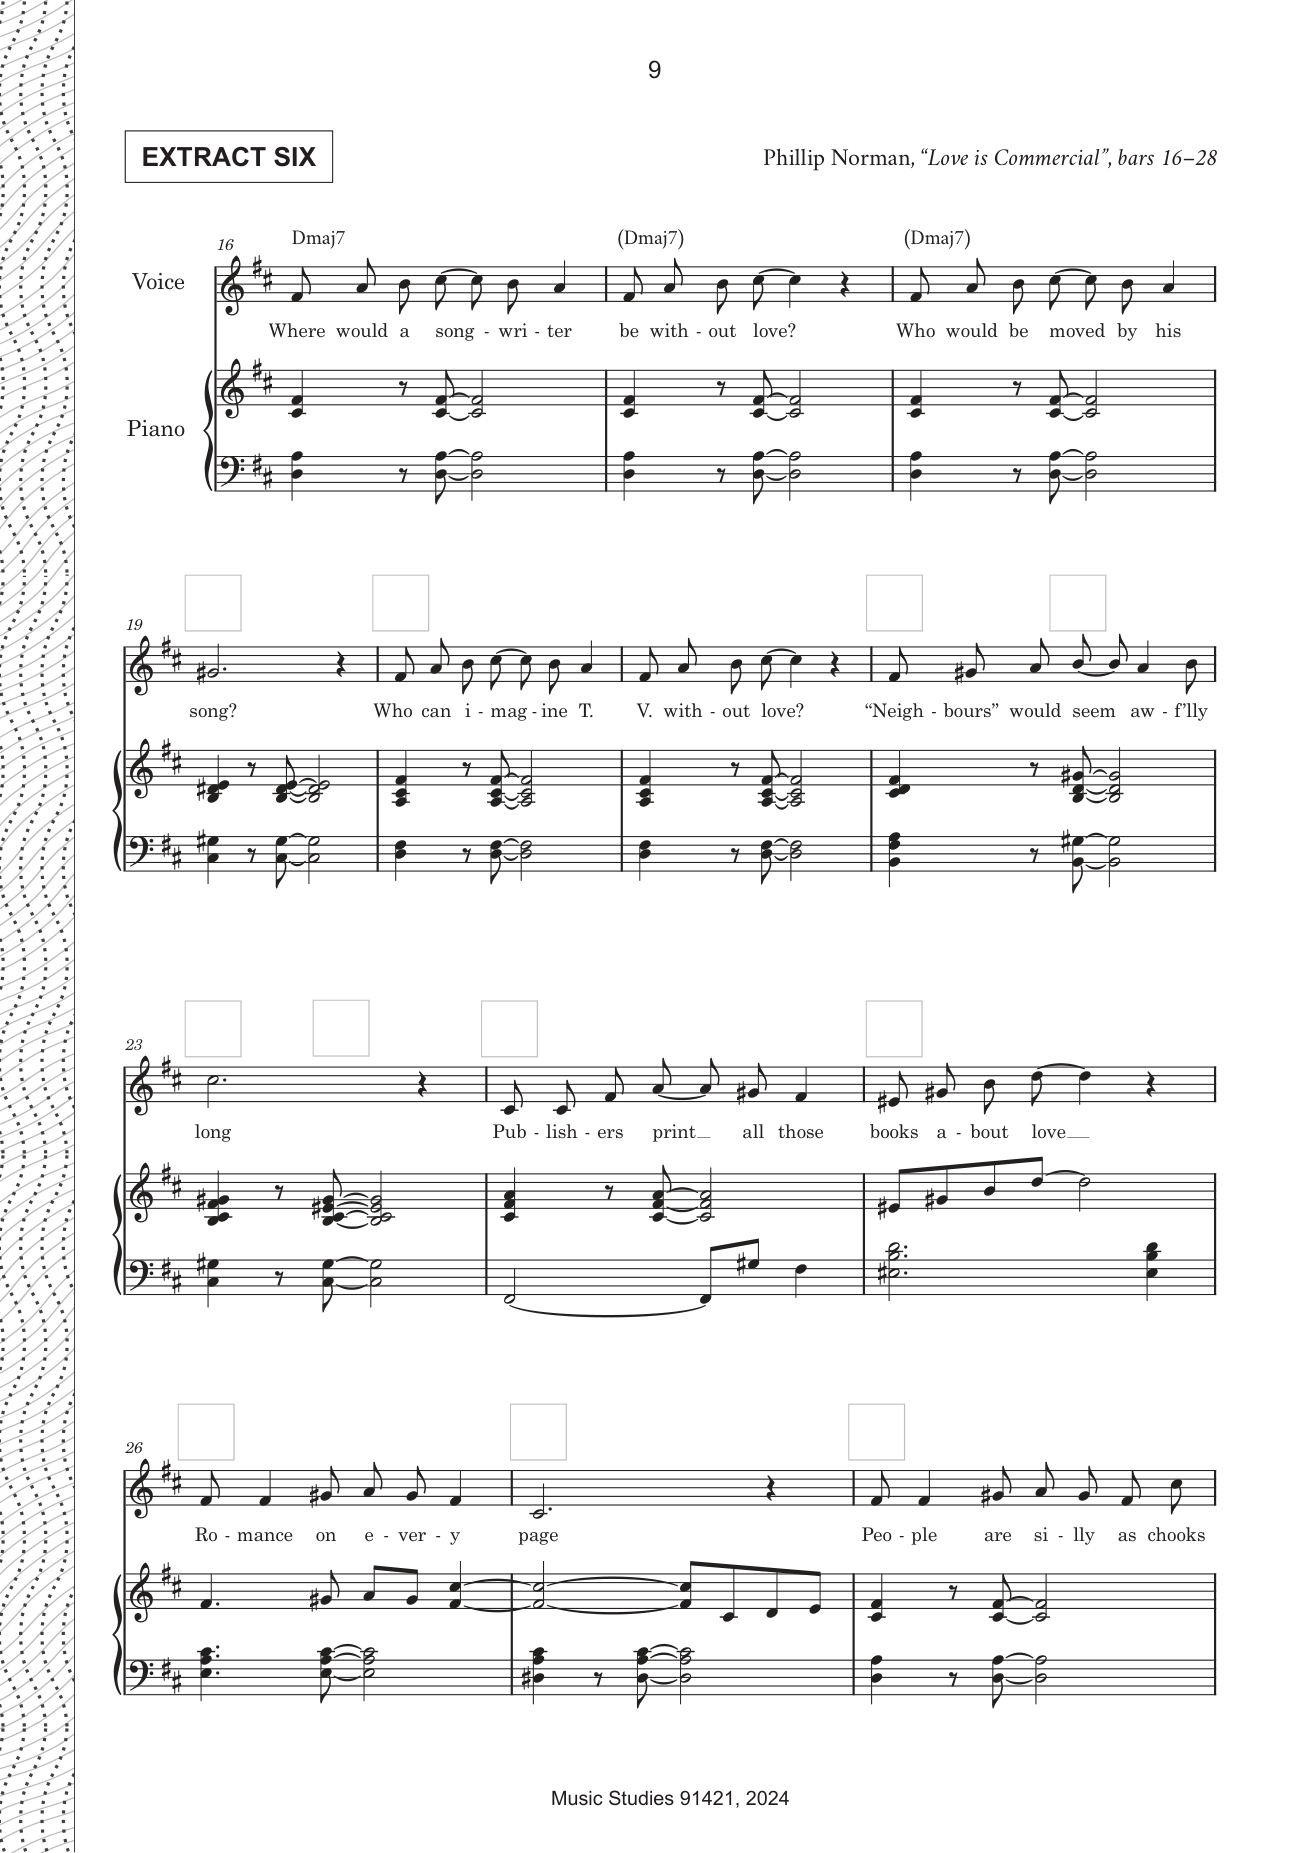 9
EXTRACT SIX
Phillip Norman, “Love is Commercial”, bars 16–28
Dmaj7 (Dmaj7) (Dmaj7)
16
Voice
Where would a song - wri - ter be with - out love? Who would be moved by his
Piano
19
song? Who can i - mag - ine T. V. with - out love? “Neigh - bours” would seem aw - f’lly
23
long Pub - lish - ers print all those books a - bout love
26
Ro - mance on e - ver - y page Peo - ple are si - lly as chooks
Music Studies 91421, 2024